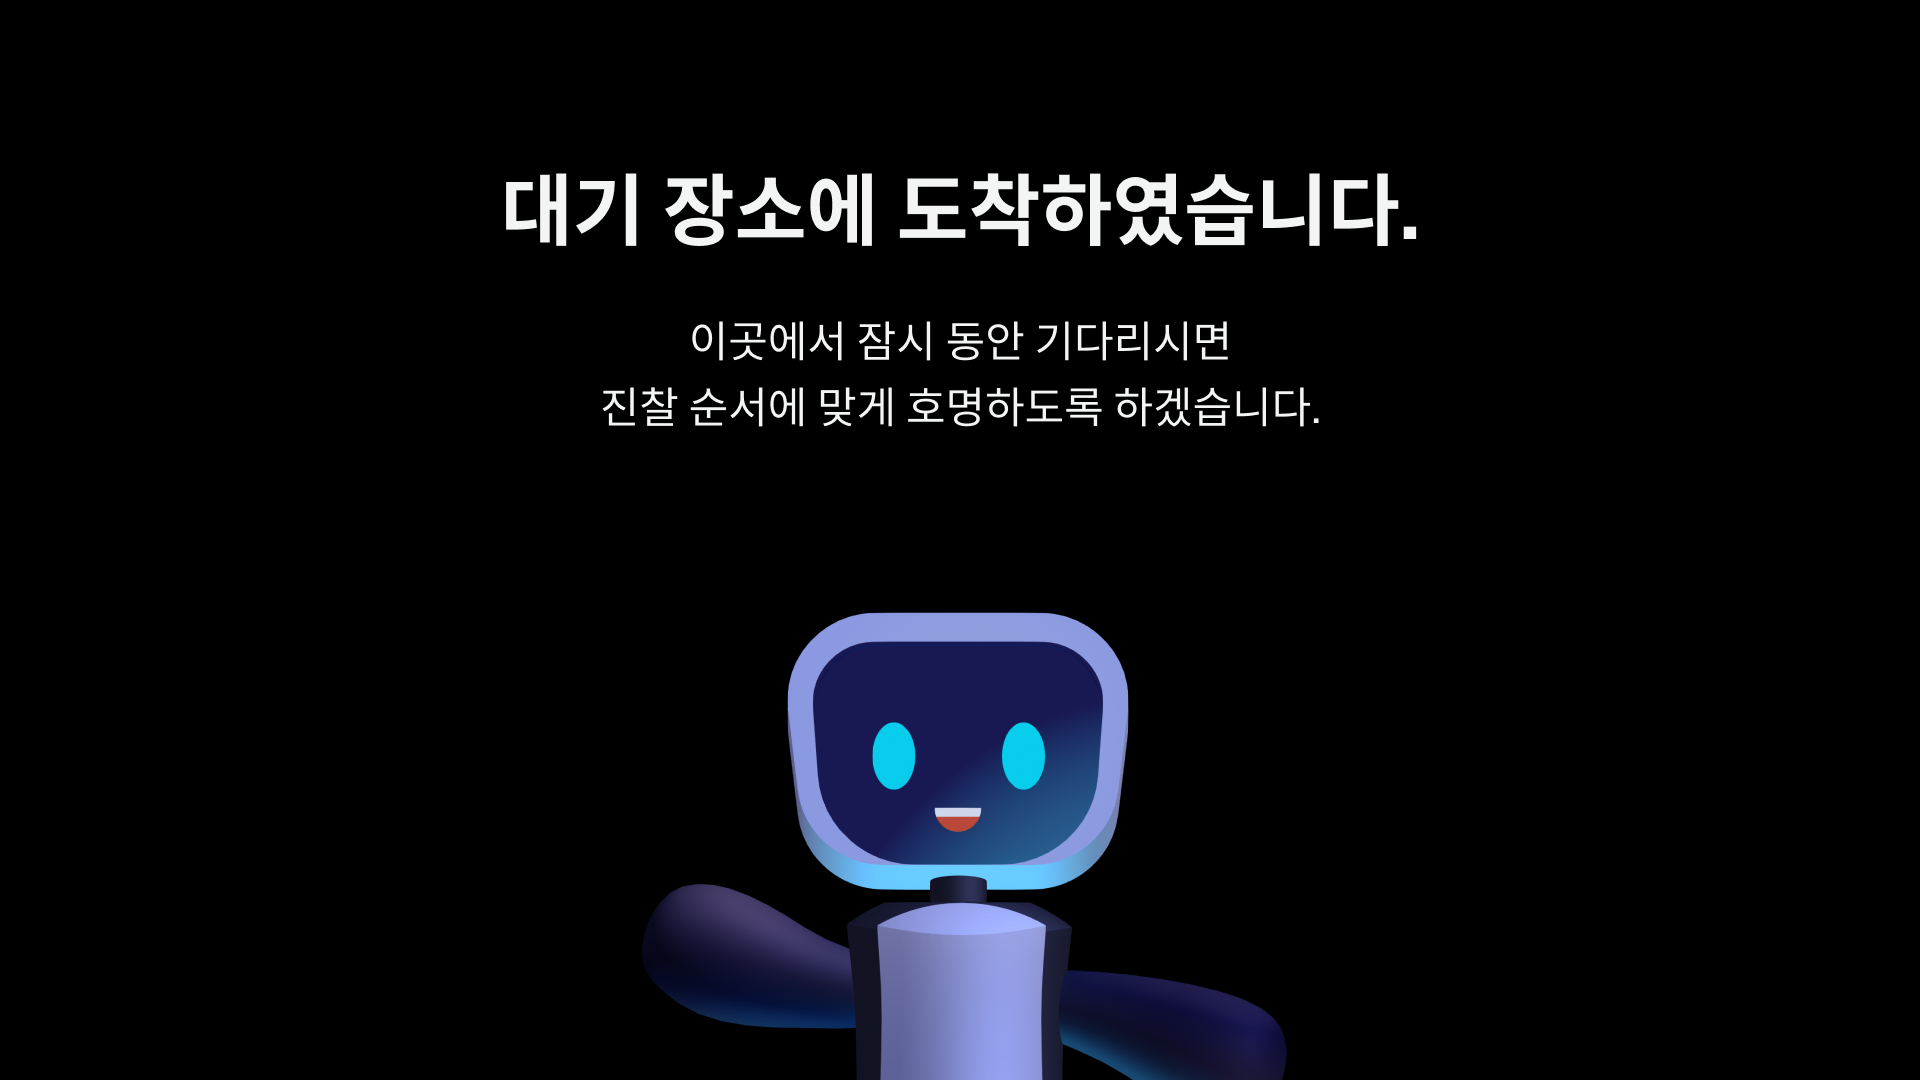 대기 장소에 도착하였습니다.
이곳에서 잠시 동안 기다리시면
진찰 순서에 맞게 호명하도록 하겠습니다.